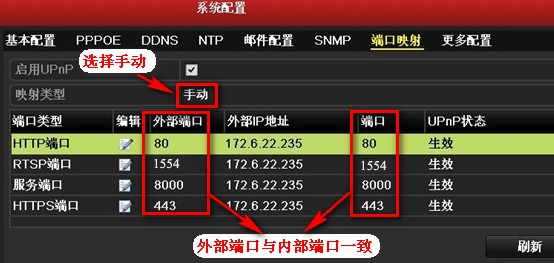 系统配置
基本配置 PPPOE DDNS NTP 邮件配置 SNMP 端口映射 更多配置
选择手动
启用UPnP
映射类型 手动
端口类型 编辑 外部端口 外部IP地址 端口 UPnP状态
HTTP端口 80 172.6.22.235 80 生效
RTSP端口 1554 172.6.22.235 1554 生效
服务端口 8000 172.6.22.235 8000 生效
HTTPS端口 443 172.6.22.235 443 生效
外部端口与内部端口一致
刷新